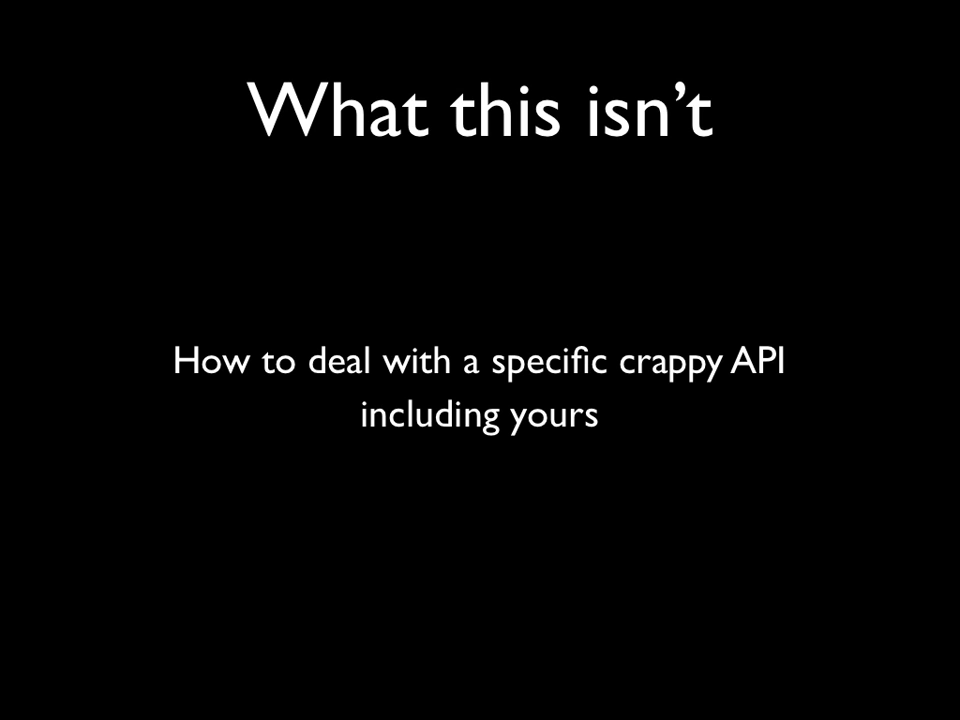 What this isn’t
How to deal with a specific crappy API
including yours